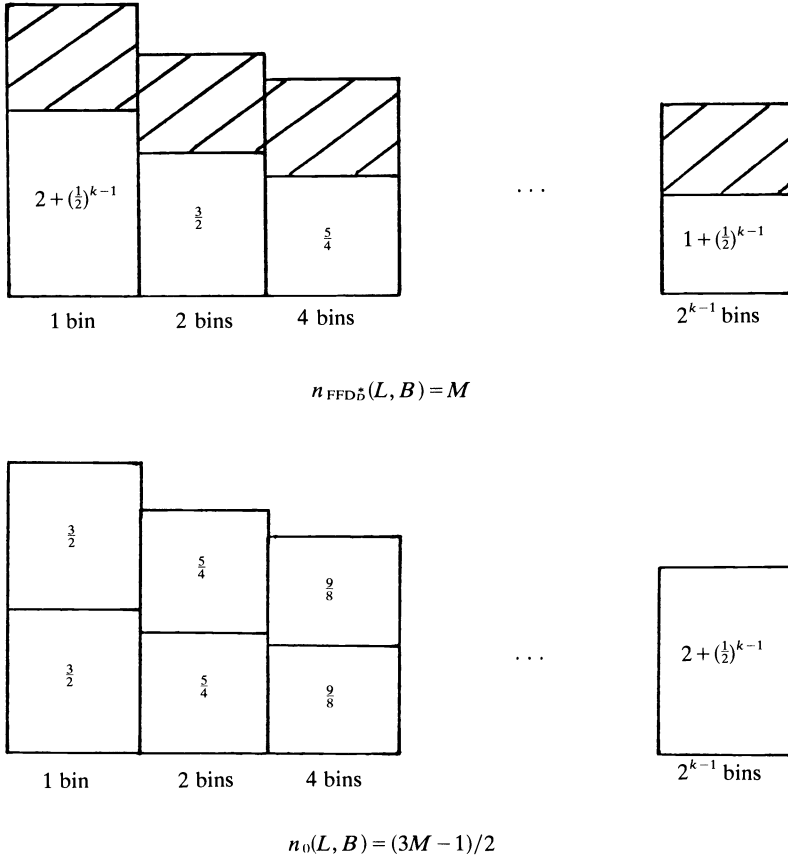 2 + (1/2)^{k−1}
3/2
5/4
· · ·
1 + (1/2)^{k−1}
1 bin
2 bins
4 bins
2^{k−1} bins
n_{FFD_D^*}(L, B) = M
3/2
5/4
9/8
3/2
5/4
9/8
· · ·
2 + (1/2)^{k−1}
1 bin
2 bins
4 bins
2^{k−1} bins
n_0(L, B) = (3M − 1)/2